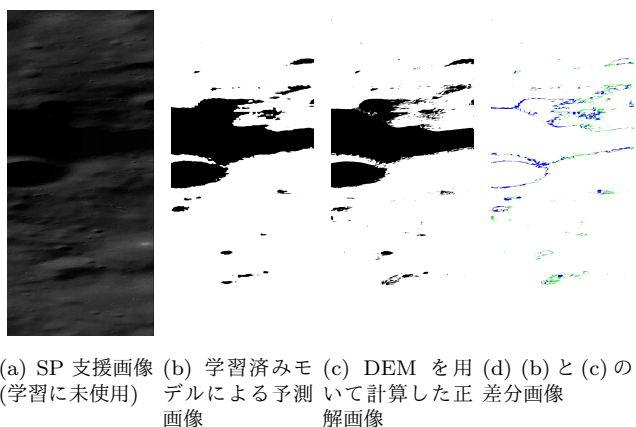 (a) SP 支援画像
(学習に未使用)
(b) 学習済みモ
デルによる予測
画像
(c) DEM を用
いて計算した正
解画像
(d) (b)と(c)の
差分画像